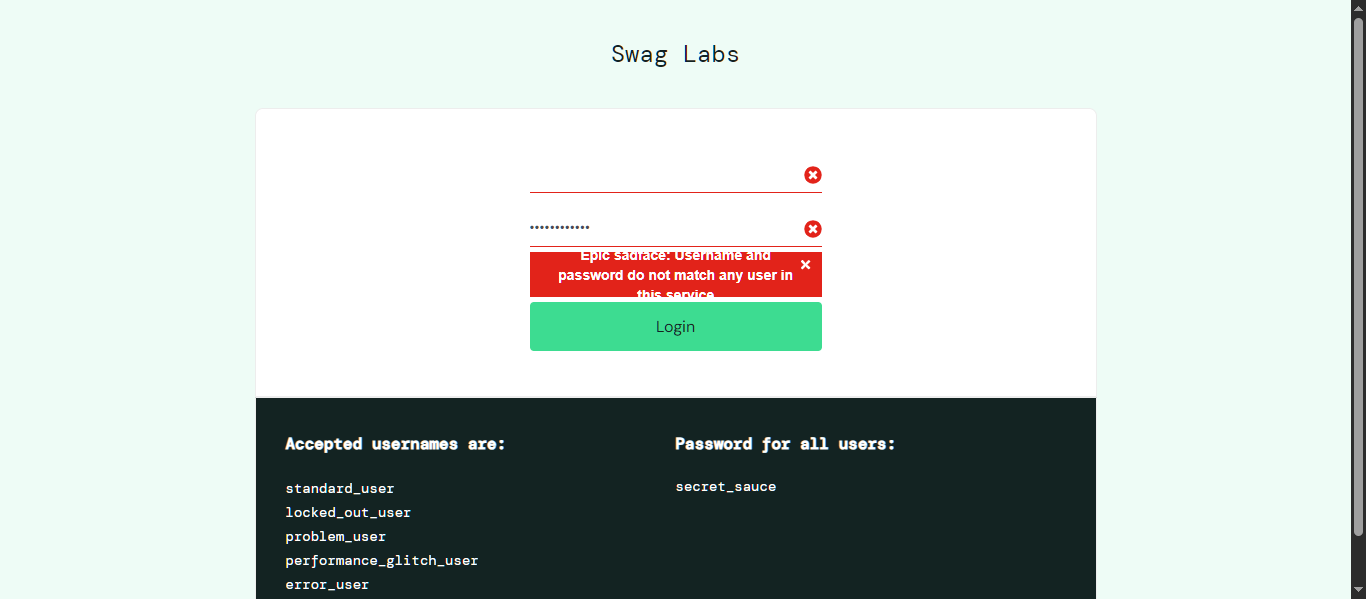 Swag Labs
••••••••••••
Epic sadface: Username and
password do not match any user in
this service
Login
Accepted usernames are:
standard_user
locked_out_user
problem_user
performance_glitch_user
error_user
Password for all users:
secret_sauce